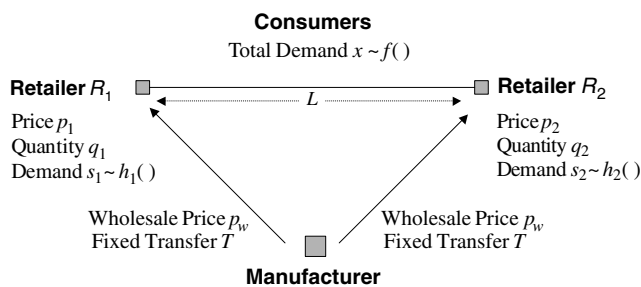 Consumers
Total Demand x ~ f( )
Retailer R1
L
Retailer R2
Price p1
Quantity q1
Demand s1 ~ h1( )
Price p2
Quantity q2
Demand s2 ~ h2( )
Wholesale Price pw
Fixed Transfer T
Wholesale Price pw
Fixed Transfer T
Manufacturer